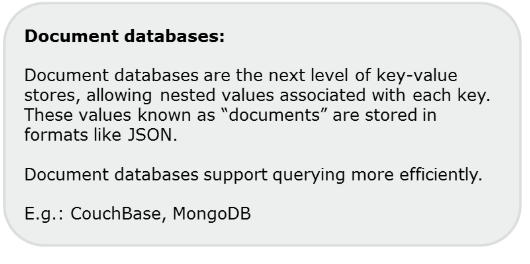 Document databases:
Document databases are the next level of key-value
stores, allowing nested values associated with each key.
These values known as “documents” are stored in
formats like JSON.
Document databases support querying more efficiently.
E.g.: CouchBase, MongoDB